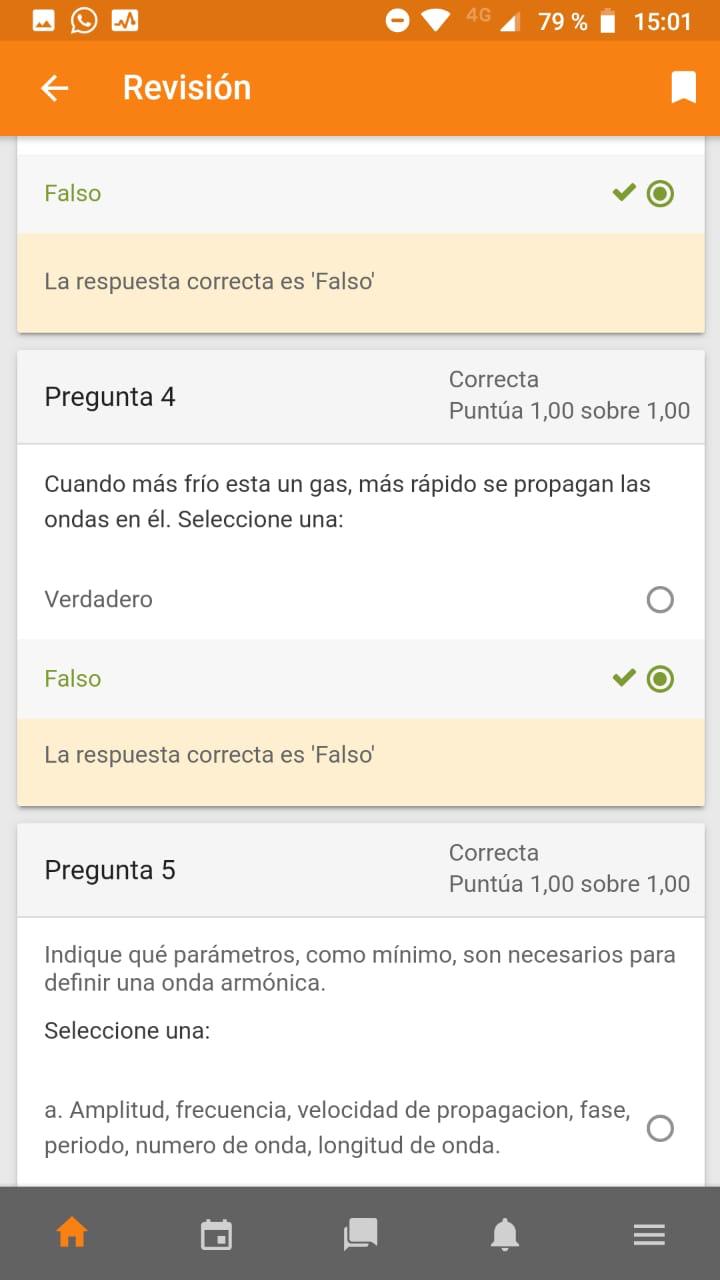 4G 79 % 15:01
Revisión
Falso
La respuesta correcta es 'Falso'
Pregunta 4
Correcta
Puntúa 1,00 sobre 1,00
Cuando más frío esta un gas, más rápido se propagan las
ondas en él. Seleccione una:
Verdadero
Falso
La respuesta correcta es 'Falso'
Pregunta 5
Correcta
Puntúa 1,00 sobre 1,00
Indique qué parámetros, como mínimo, son necesarios para
definir una onda armónica.
Seleccione una:
a. Amplitud, frecuencia, velocidad de propagacion, fase,
periodo, numero de onda, longitud de onda.